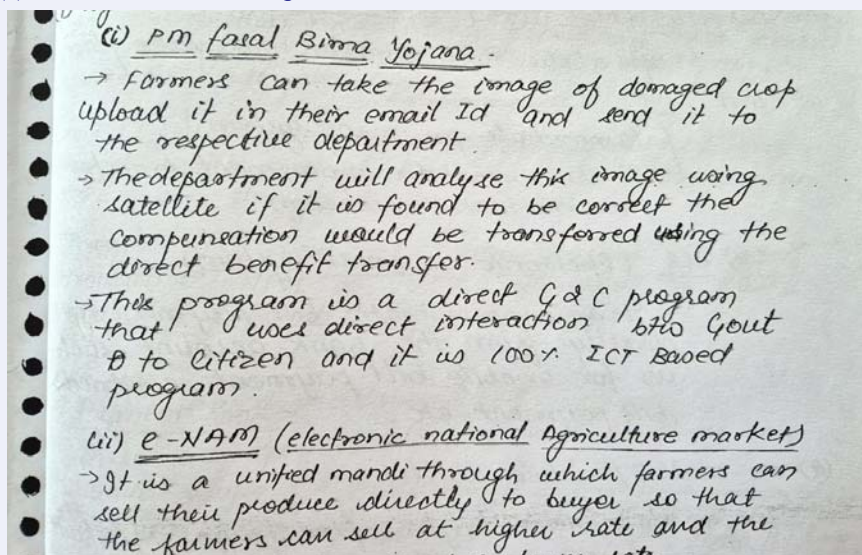 (i) PM fasal Bima Yojana.
→ Farmers can take the image of damaged crop
upload it in their email Id and send it to
the respective department.
→ The department will analyse this image using
satellite if it is found to be correct the
compensation would be transferred using the
direct benefit transfer.
→ This program is a direct G2C program
that uses direct interaction btw Govt
to Citizen and it is 100% ICT Based
program.
(ii) e-NAM (electronic national Agriculture market)
→ It is a unified mandi through which farmers can
sell their produce directly to buyer so that
the farmers can sell at higher rate and the